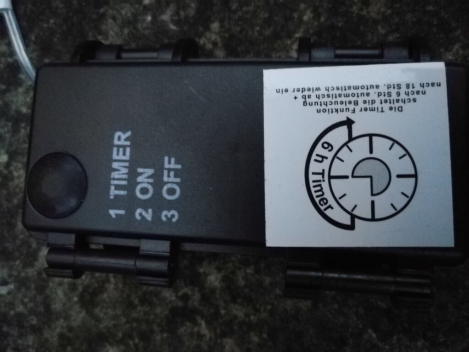 1 TIMER
2 ON
3 OFF
6 h Timer
Die Timer Funktion
schaltet die Beleuchtung
nach 6 Std. automatisch ab +
nach 18 Std. automatisch wieder ein